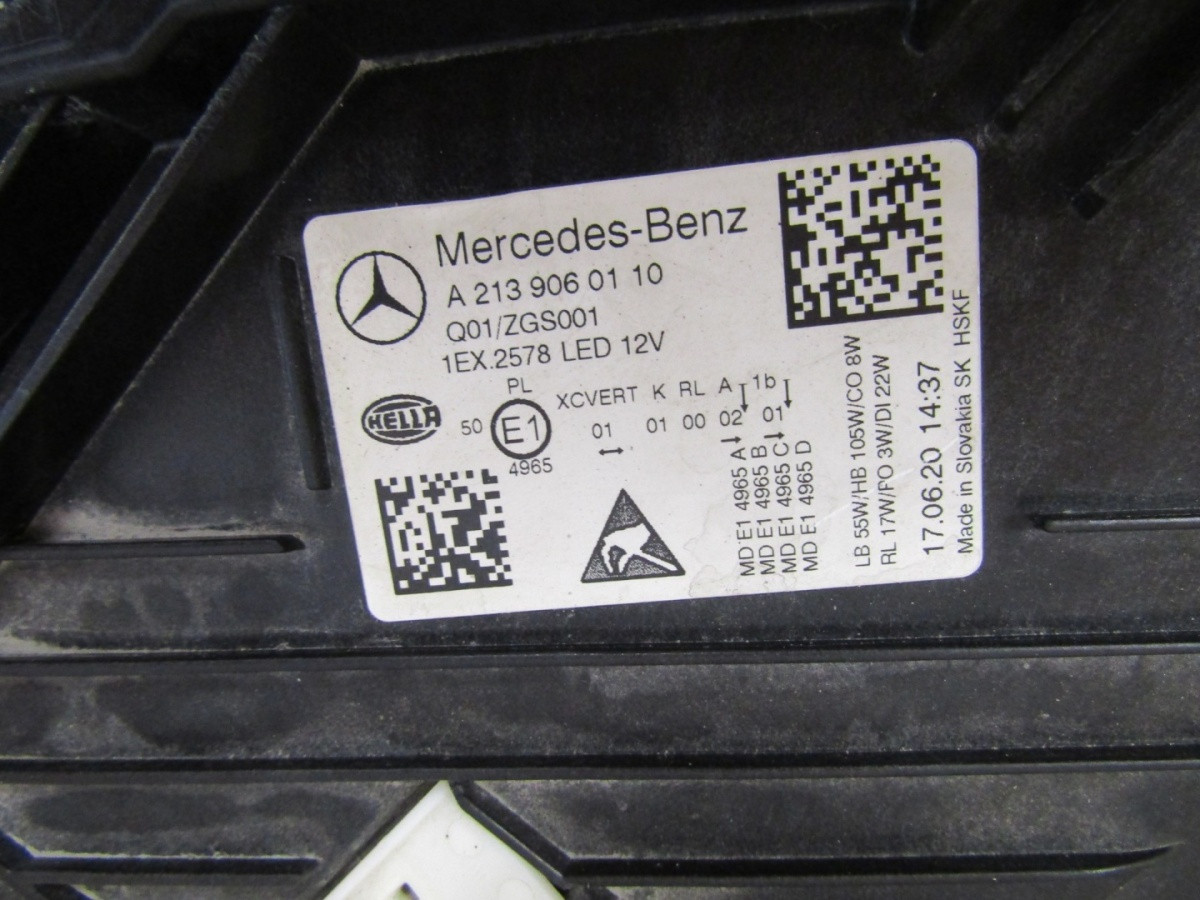 Mercedes-Benz
A 213 906 01 10
Q01/ZGS001
1EX.2578 LED 12V
PL
XCVERT K RL A 1b
HELLA 50 E1 01 01 00 02 01
4965
MD E1 4965 A
MD E1 4965 B
MD E1 4965 C
MD E1 4965 D
LB 55W/HB 105W/CO 8W
RL 17W/PO 3W/DI 22W
17.06.20 14:37
Made in Slovakia SK HSKF